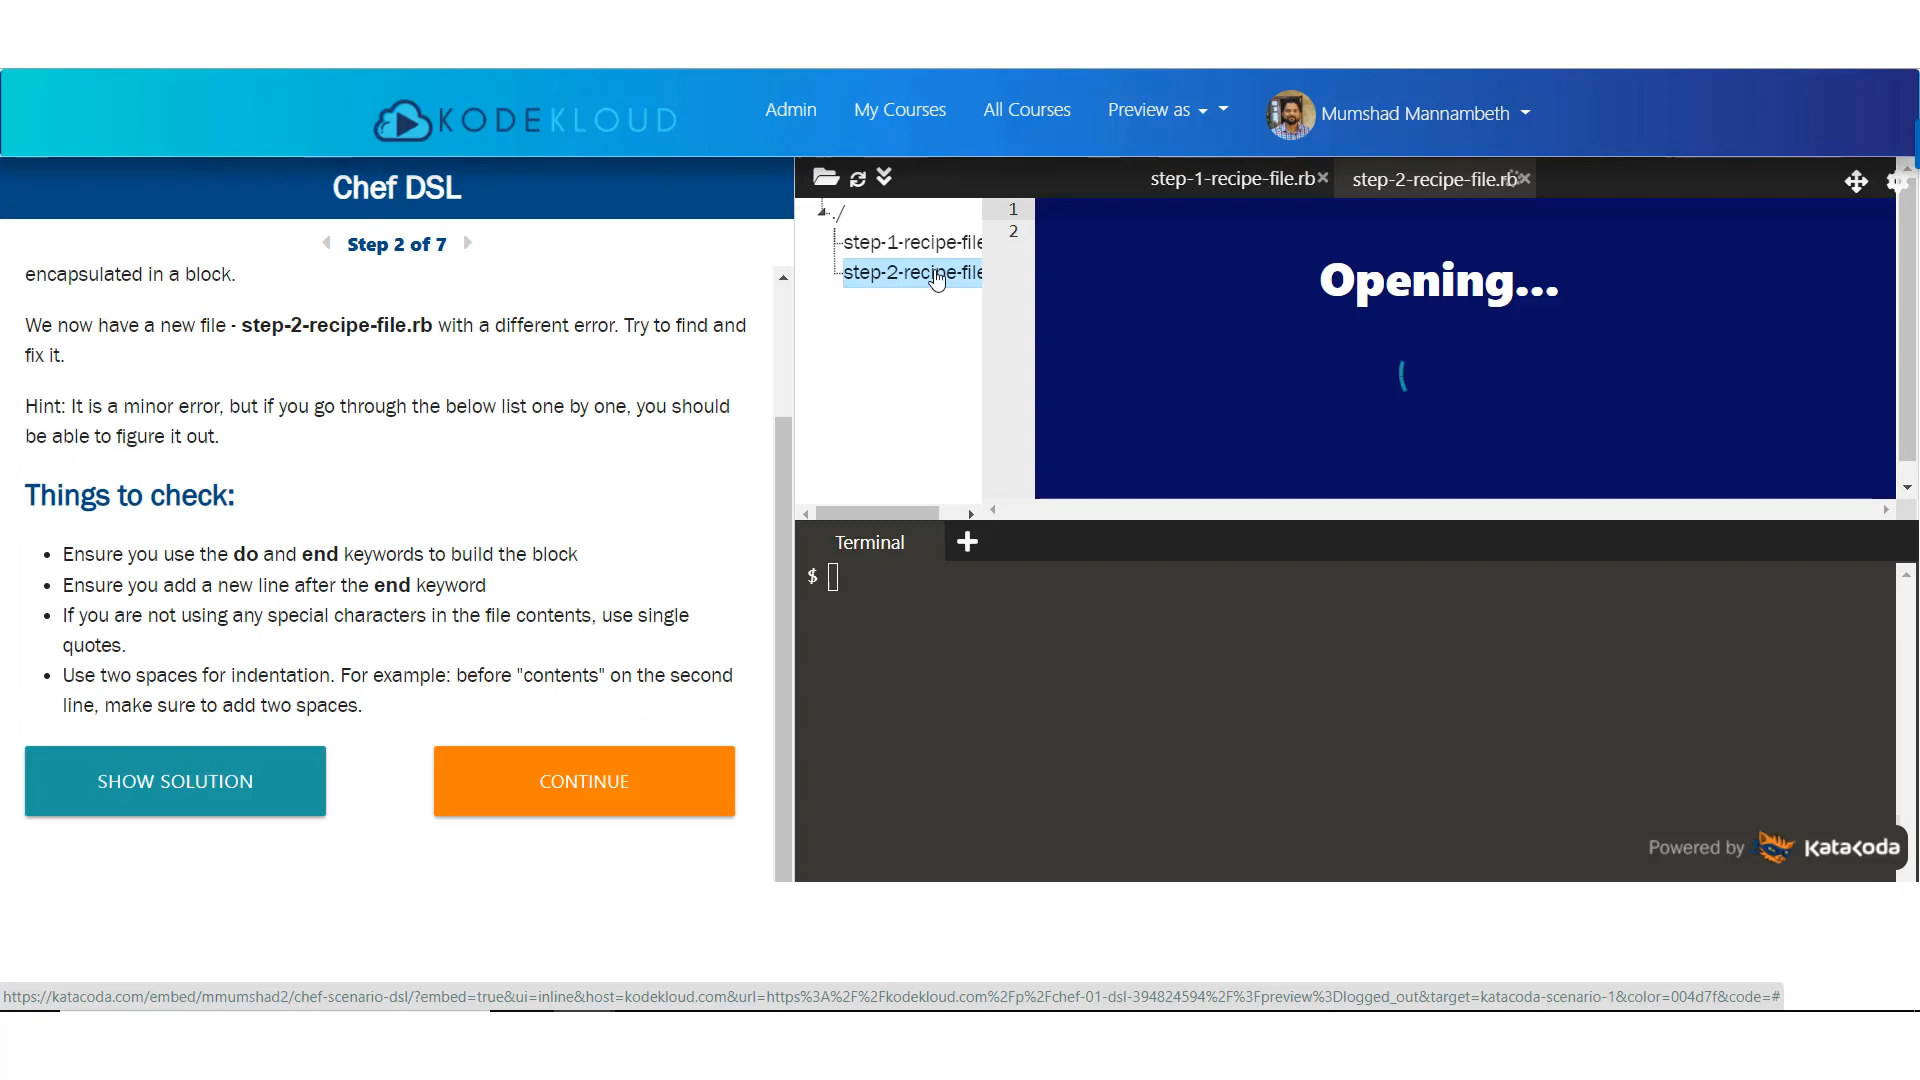 KODEKLOUD
Admin
My Courses
All Courses
Preview as
Mumshad Mannambeth
Chef DSL
Step 2 of 7
encapsulated in a block.
We now have a new file - step-2-recipe-file.rb with a different error. Try to find and
fix it.
Hint: It is a minor error, but if you go through the below list one by one, you should
be able to figure it out.
Things to check:
• Ensure you use the do and end keywords to build the block
• Ensure you add a new line after the end keyword
• If you are not using any special characters in the file contents, use single
quotes.
• Use two spaces for indentation. For example: before "contents" on the second
line, make sure to add two spaces.
SHOW SOLUTION
CONTINUE
./
step-1-recipe-file
step-2-recipe-file
step-1-recipe-file.rb
step-2-recipe-file.rb
1
2
Opening...
Terminal
$
Powered by Katacoda
https://katacoda.com/embed/mmumshad2/chef-scenario-dsl/?embed=true&ui=inline&host=kodekloud.com&url=https%3A%2F%2Fkodekloud.com%2Fp%2Fchef-01-dsl-394824594%2F%3Fpreview%3Dlogged_out&target=katacoda-scenario-1&color=004d7f&code=#